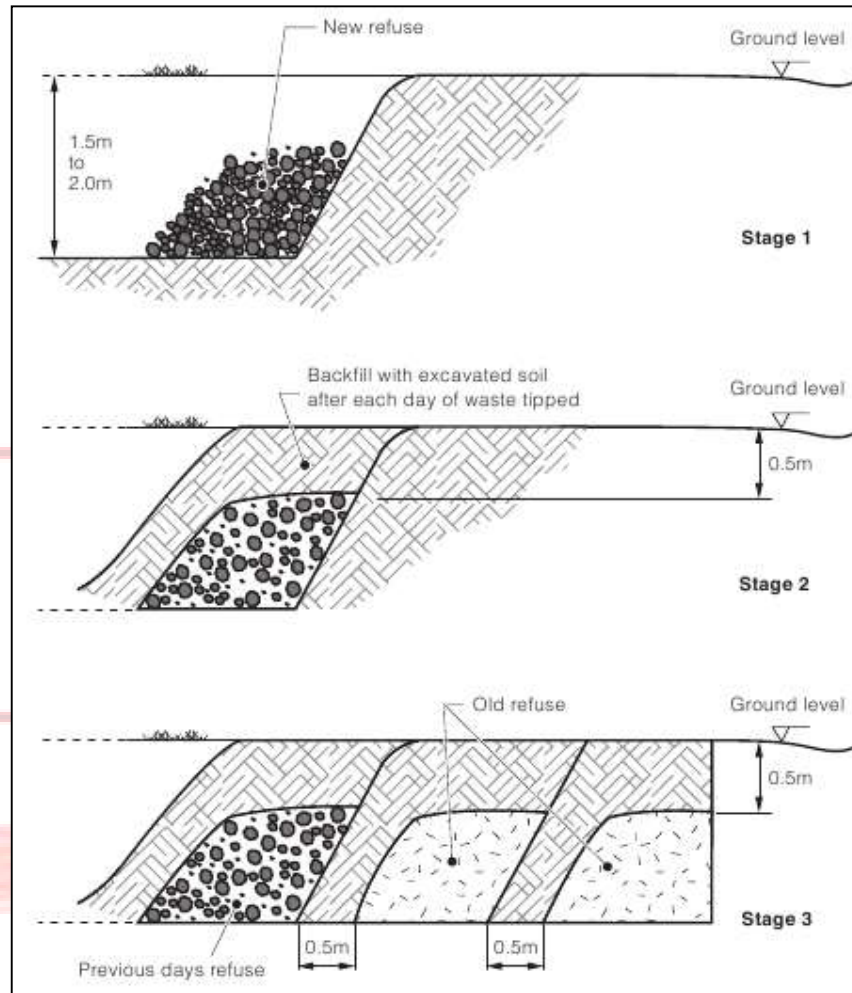 New refuse
Ground level
1.5m
to
2.0m
Stage 1
Backfill with excavated soil
after each day of waste tipped
Ground level
0.5m
Stage 2
Old refuse
Ground level
0.5m
Stage 3
0.5m
0.5m
Previous days refuse